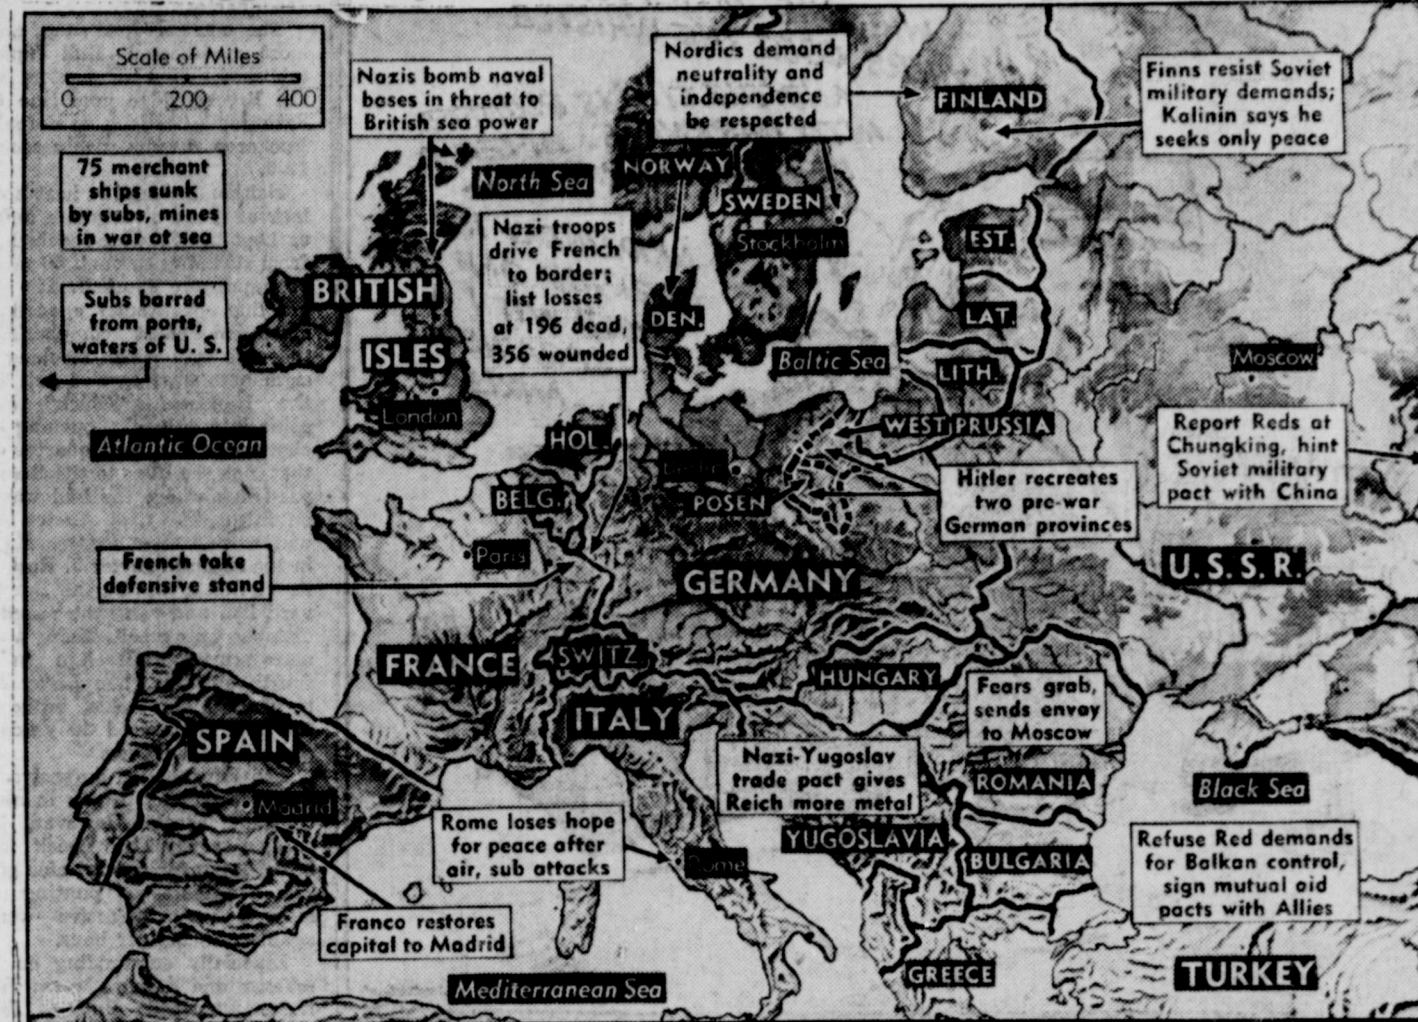 Scale of Miles
0 200 400
Nazis bomb naval
bases in threat to
British sea power
Nordics demand
neutrality and
independence
be respected
FINLAND
Finns resist Soviet
military demands;
Kalinin says he
seeks only peace
75 merchant
ships sunk
by subs, mines
in war at sea
North Sea
NORWAY
SWEDEN
Stockholm
EST.
Nazi troops
drive French
to border;
list losses
at 196 dead,
356 wounded
Subs barred
from ports,
waters of U. S.
BRITISH
ISLES
London
DEN.
LAT.
Baltic Sea
LITH.
Moscow
Atlantic Ocean
HOL.
WEST PRUSSIA
Report Reds at
Chungking, hint
Soviet military
pact with China
Berlin
BELG.
POSEN
Hitler recreates
two pre-war
German provinces
Paris
French take
defensive stand
GERMANY
U. S. S. R.
FRANCE
SWITZ.
HUNGARY
Fears grab,
sends envoy
to Moscow
ITALY
SPAIN
Madrid
Nazi-Yugoslav
trade pact gives
Reich more metal
ROMANIA
Black Sea
Rome loses hope
for peace after
air, sub attacks
Rome
YUGOSLAVIA
BULGARIA
Refuse Red demands
for Balkan control,
sign mutual aid
pacts with Allies
Franco restores
capital to Madrid
Mediterranean Sea
GREECE
TURKEY